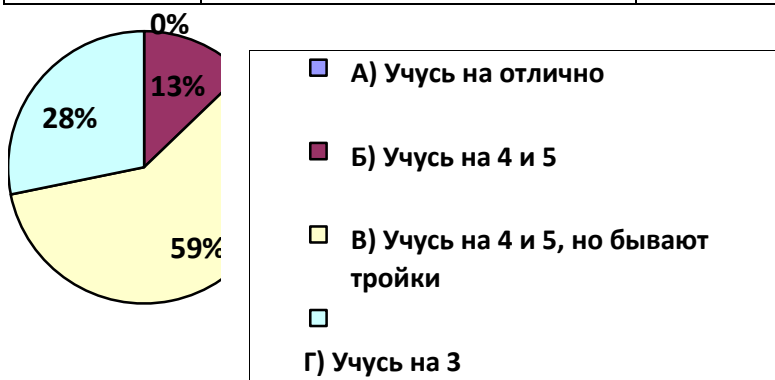 0%
13%
28%
59%
А) Учусь на отлично
Б) Учусь на 4 и 5
В) Учусь на 4 и 5, но бывают
тройки
Г) Учусь на 3